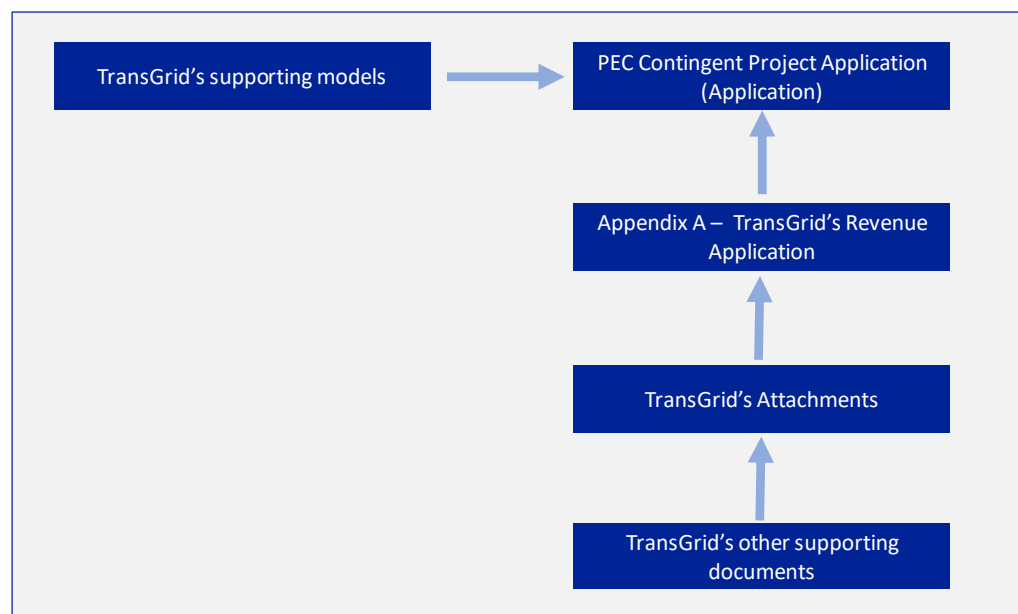 TransGrid’s supporting models
PEC Contingent Project Application
(Application)
Appendix A – TransGrid’s Revenue
Application
TransGrid’s Attachments
TransGrid’s other supporting
documents